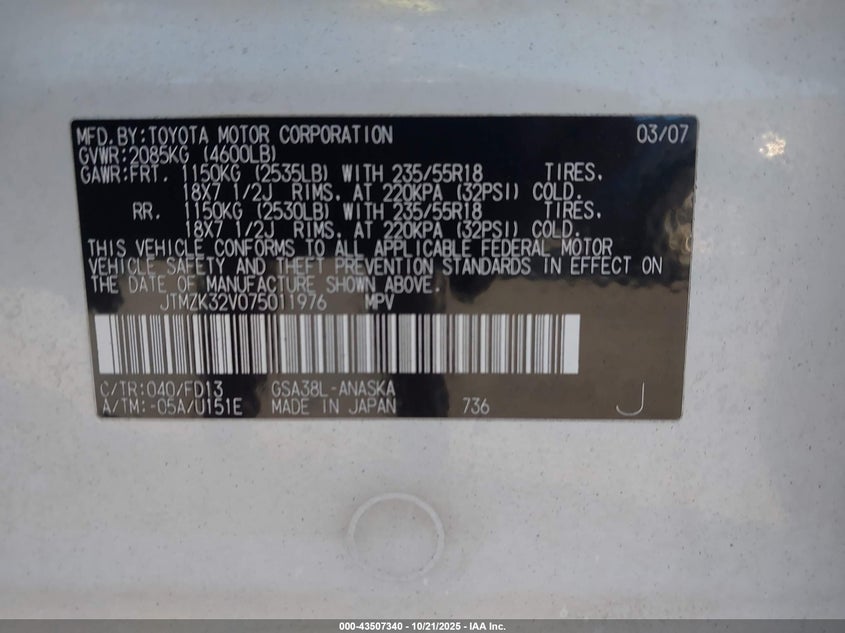 MFD.BY:TOYOTA MOTOR CORPORATION 03/07
GVWR:2085KG (4600LB)
GAWR:FRT. 1150KG (2535LB) WITH 235/55R18 TIRES.
18X7 1/2J RIMS. AT 220KPA (32PSI) COLD.
RR. 1150KG (2530LB) WITH 235/55R18 TIRES.
18X7 1/2J RIMS. AT 220KPA (32PSI) COLD.
THIS VEHICLE CONFORMS TO ALL APPLICABLE FEDERAL MOTOR
VEHICLE SAFETY AND THEFT PREVENTION STANDARDS IN EFFECT ON
THE DATE OF MANUFACTURE SHOWN ABOVE.
JTMZK32V075011976 MPV
C/TR:040/FD13 GSA38L-ANASKA
A/TM:-05A/U151E MADE IN JAPAN 736 J
000-43507340 - 10/21/2025 - IAA Inc.